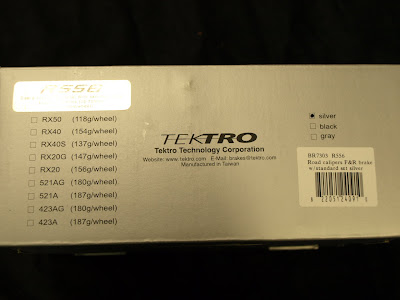 R556
RX50 (118g/wheel)
RX40 (154g/wheel)
RX40S (137g/wheel)
RX20G (147g/wheel)
RX20 (156g/wheel)
521AG (180g/wheel)
521A (187g/wheel)
423AG (180g/wheel)
423A (187g/wheel)
TEKTRO
Tektro Technology Corporation
Website: www.tektro.com E-Mail: brakes@tektro.com
Manufactured in Taiwan
silver
black
gray
BR7303 R556
Road calipers F&R brake
w/standard set silver